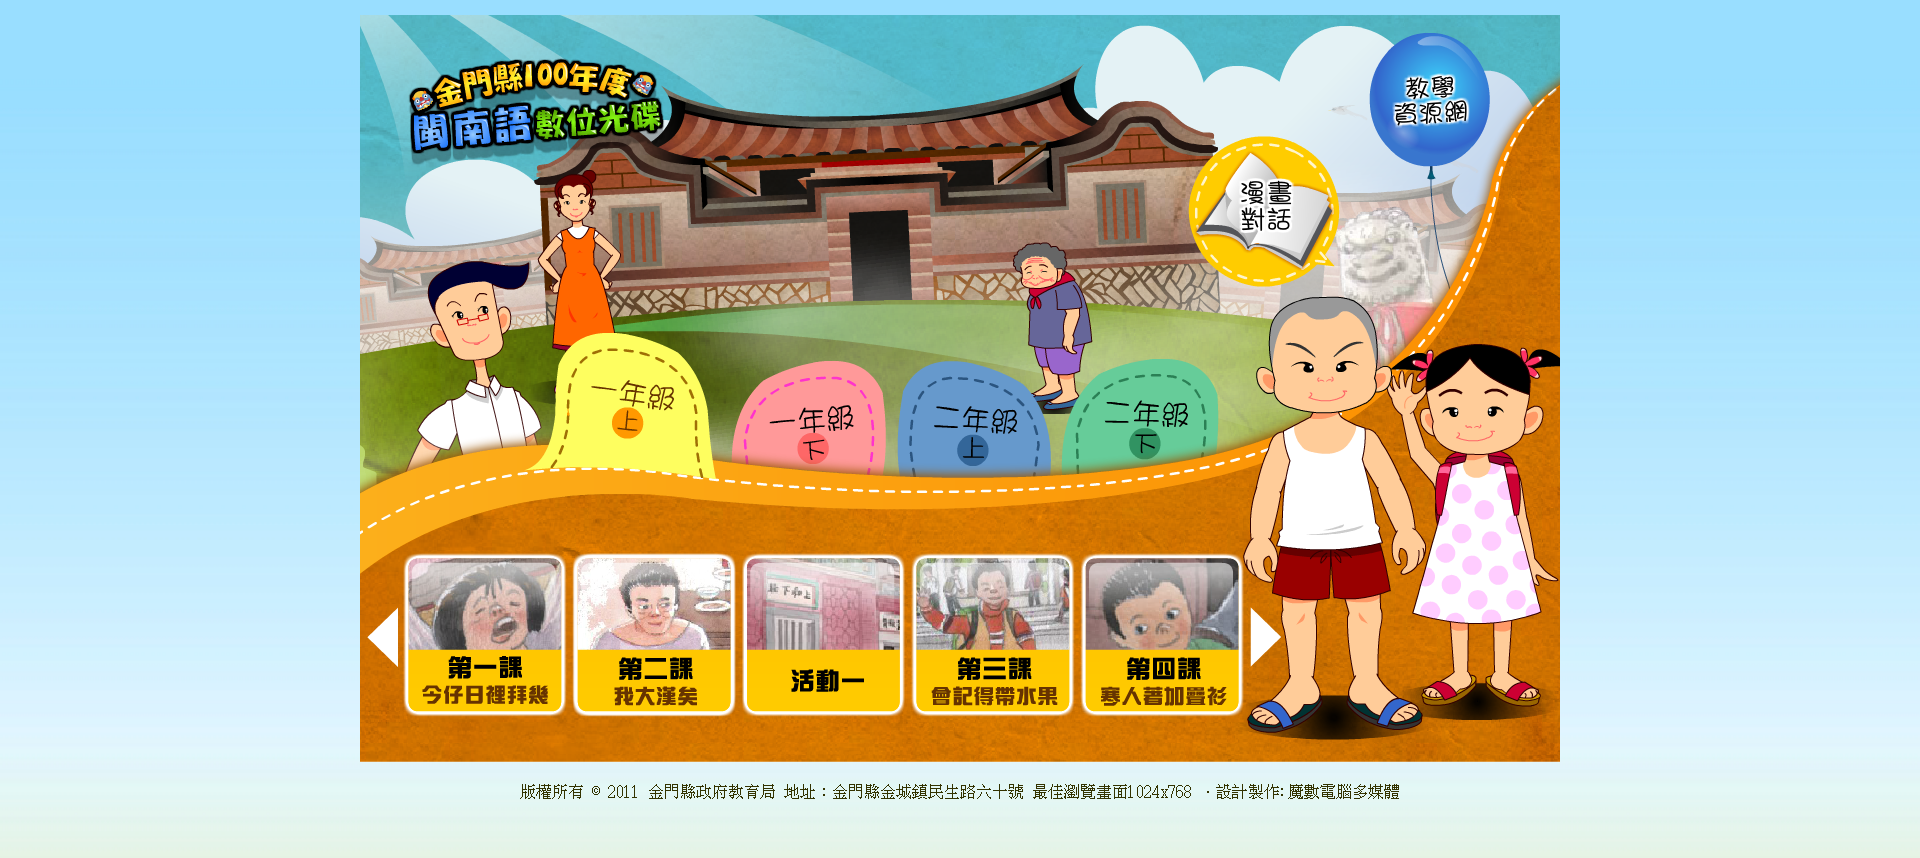 金門縣100年度
閩南語數位光碟
教學
資源網
漫畫
對話
一年級
上
一年級
下
二年級
上
二年級
下
第一課
今仔日裡拜幾
第二課
我大漢矣
活動一
第三課
會記得帶水果
第四課
寒人著加疊衫
版權所有 © 2011 金門縣政府教育局 地址：金門縣金城鎮民生路六十號 最佳瀏覽畫面1024x768 ‧設計製作: 魔數電腦多媒體